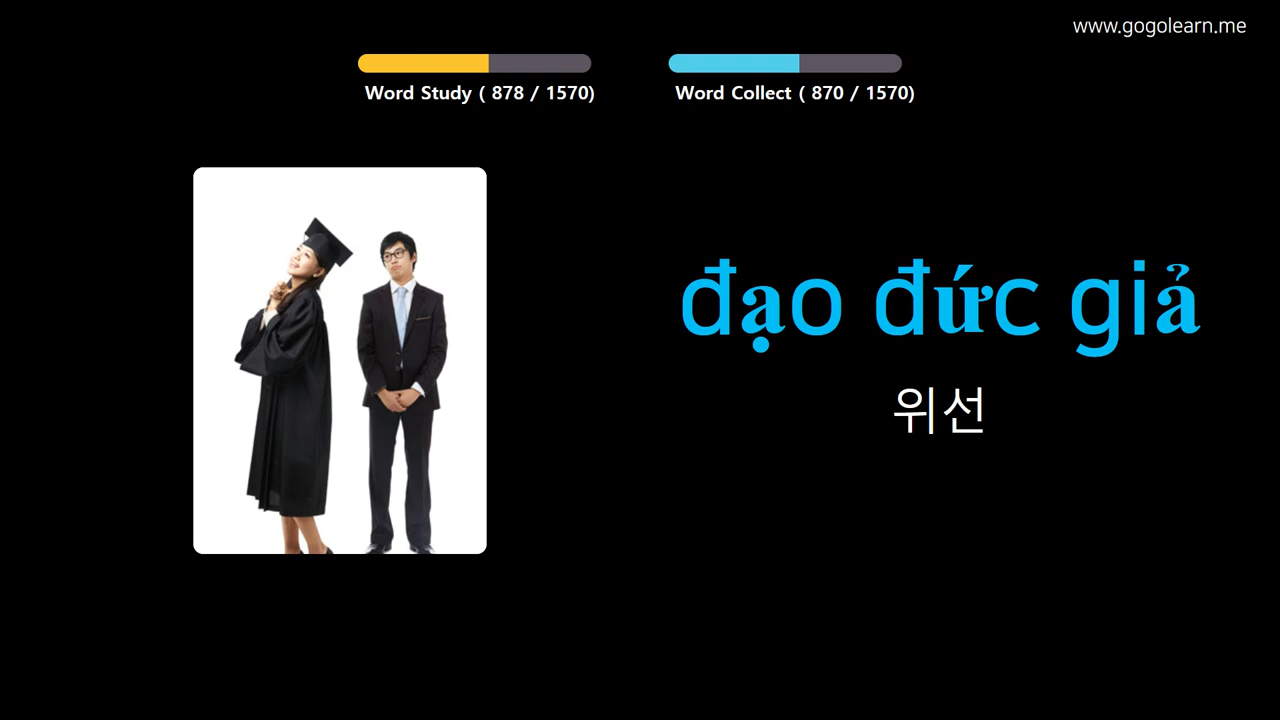 www.gogolearn.me
Word Study ( 878 / 1570)
Word Collect ( 870 / 1570)
đạo đức giả
위선